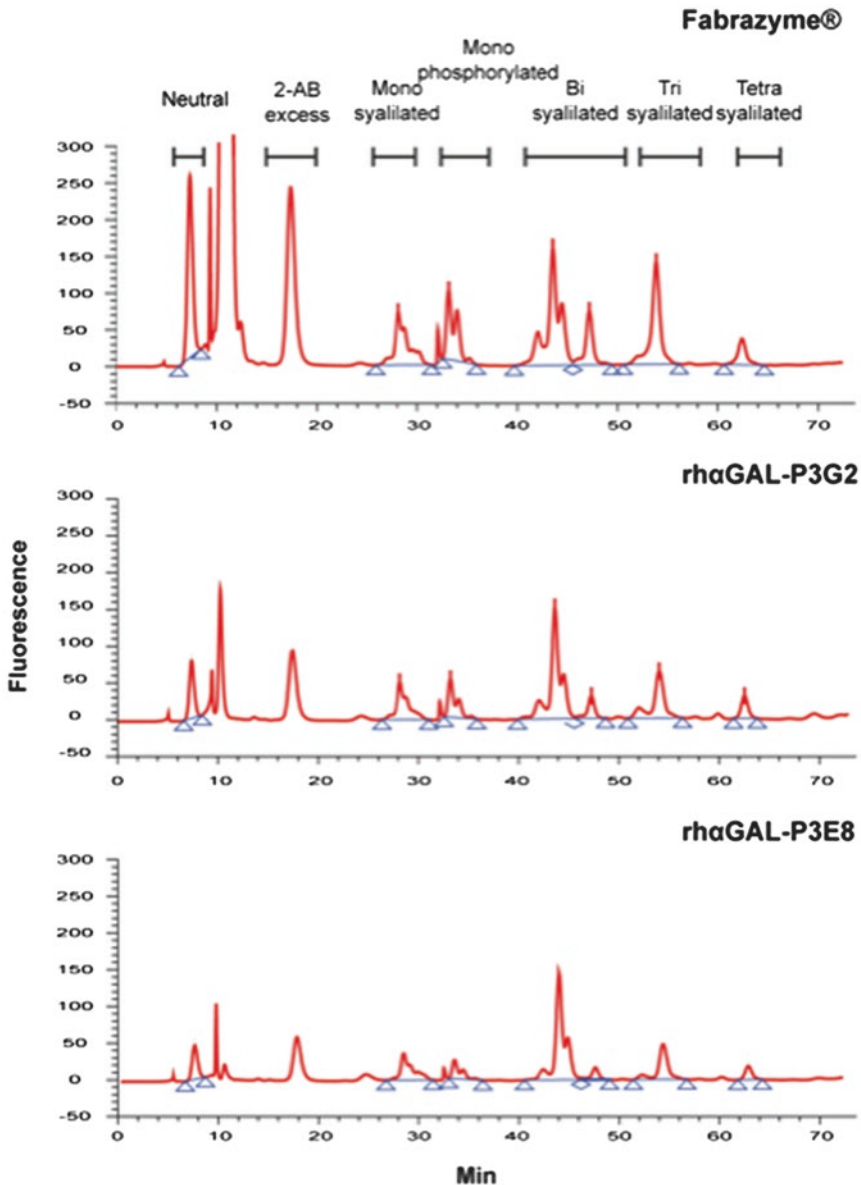 Fabrazyme®
Mono
phosphorylated
Neutral
2-AB
excess
Mono
syalilated
Bi
syalilated
Tri
syalilated
Tetra
syalilated
300
250
200
150
100
50
0
-50
0 10 20 30 40 50 60 70
rhαGAL-P3G2
300
250
200
150
100
50
0
-50
0 10 20 30 40 50 60 70
Fluorescence
rhαGAL-P3E8
300
250
200
150
100
50
0
-50
0 10 20 30 40 50 60 70
Min